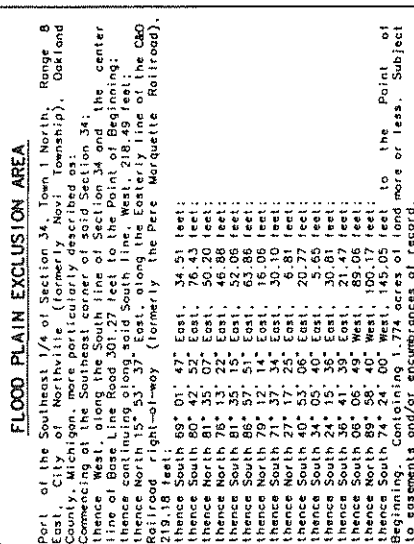 FLOOD PLAIN EXCLUSION AREA
Part of the Southeast 1/4 of Section 34, Town 1 North, Range 8
East, City of Northville (formerly Novi Township), Oakland
County, Michigan, more particularly described as:
Commencing at the Southeast corner of said Section 34;
thence West, along the South line of Section 34 and the center
line of Base Line Road, feet to the Point of Beginning;
thence continuing along said South line, West, 218.49 feet;
thence North 15° 53' 37" East, along the Easterly line of the C&O
Railroad right-of-way (formerly the Pere Marquette Railroad),
219.18 feet;
thence South 69° 01' 47" East, 34.51 feet;
thence South 80° 42' 52" East, 76.43 feet;
thence North 81° 35' 07" East, 50.20 feet;
thence North 76° 13' 22" East, 46.88 feet;
thence South 81° 35' 15" East, 52.06 feet;
thence South 86° 57' 51" East, 63.86 feet;
thence North 79° 12' 14" East, 16.06 feet;
thence South 71° 37' 34" East, 30.10 feet;
thence North 27° 17' 25" East, 6.81 feet;
thence South 40° 53' 06" East, 20.77 feet;
thence South 34° 05' 40" East, 5.65 feet;
thence South 24° 15' 36" East, 30.81 feet;
thence South 36° 41' 39" East, 21.47 feet;
thence South 06° 06' 49" West, 89.06 feet;
thence North 89° 58' 40" West, 100.17 feet;
thence South 74° 24' 00" West, 145.05 feet to the Point of
Beginning. Containing 1.774 acres of land more or less. Subject
to easements and/or encumbrances of record.